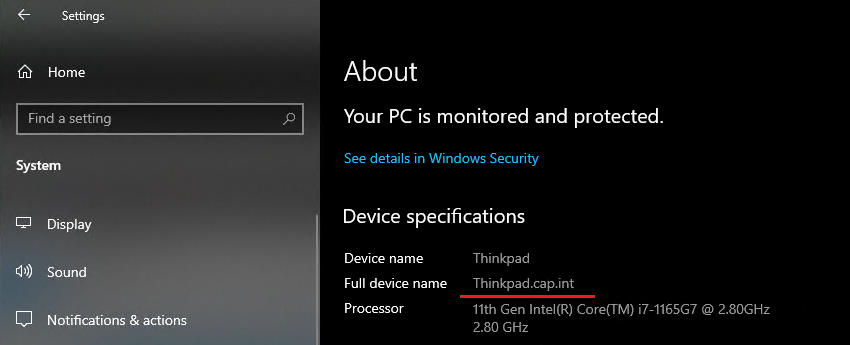 Settings
Home
Find a setting
System
Display
Sound
Notifications & actions
About
Your PC is monitored and protected.
See details in Windows Security
Device specifications
Device name Thinkpad
Full device name Thinkpad.cap.int
Processor 11th Gen Intel(R) Core(TM) i7-1165G7 @ 2.80GHz
2.80 GHz